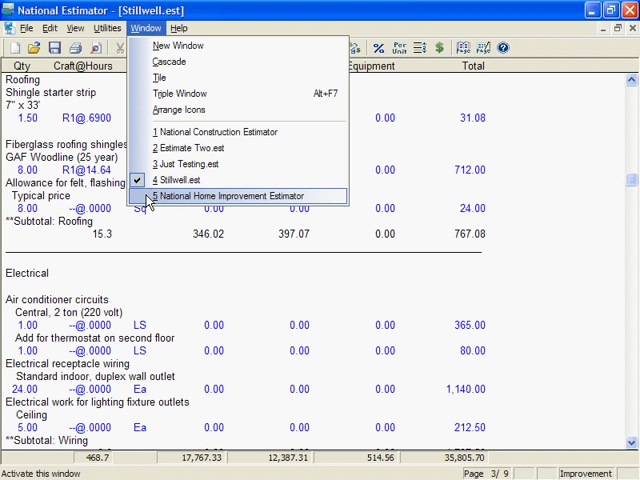 National Estimator - [Stillwell.est]
File Edit View Utilities Window Help
Qty Craft@Hours Equipment Total
New Window
Cascade
Tile
Triple Window Alt+F7
Arrange Icons
1 National Construction Estimator
2 Estimate Two.est
3 Just Testing.est
4 Stillwell.est
5 National Home Improvement Estimator
Roofing
Shingle starter strip
7" x 33'
1.50 R1@.6900 0.00 31.08
Fiberglass roofing shingles
GAF Woodline (25 year)
8.00 R1@14.64 0.00 712.00
Allowance for felt, flashing
Typical price
8.00 --@.0000 Sq 0.00 24.00
**Subtotal: Roofing
15.3 346.02 397.07 767.08
Electrical
Air conditioner circuits
Central, 2 ton (220 volt)
1.00 --@.0000 LS 0.00 0.00 0.00 365.00
Add for thermostat on second floor
1.00 --@.0000 LS 0.00 0.00 0.00 80.00
Electrical receptacle wiring
Standard indoor, duplex wall outlet
24.00 --@.0000 Ea 0.00 0.00 0.00 1,140.00
Electrical work for lighting fixture outlets
Ceiling
5.00 --@.0000 Ea 0.00 0.00 0.00 212.50
**Subtotal: Wiring
468.7 17,767.33 12,387.31 514.56 35,805.70
Activate this window Page 3/ 9 Improvement